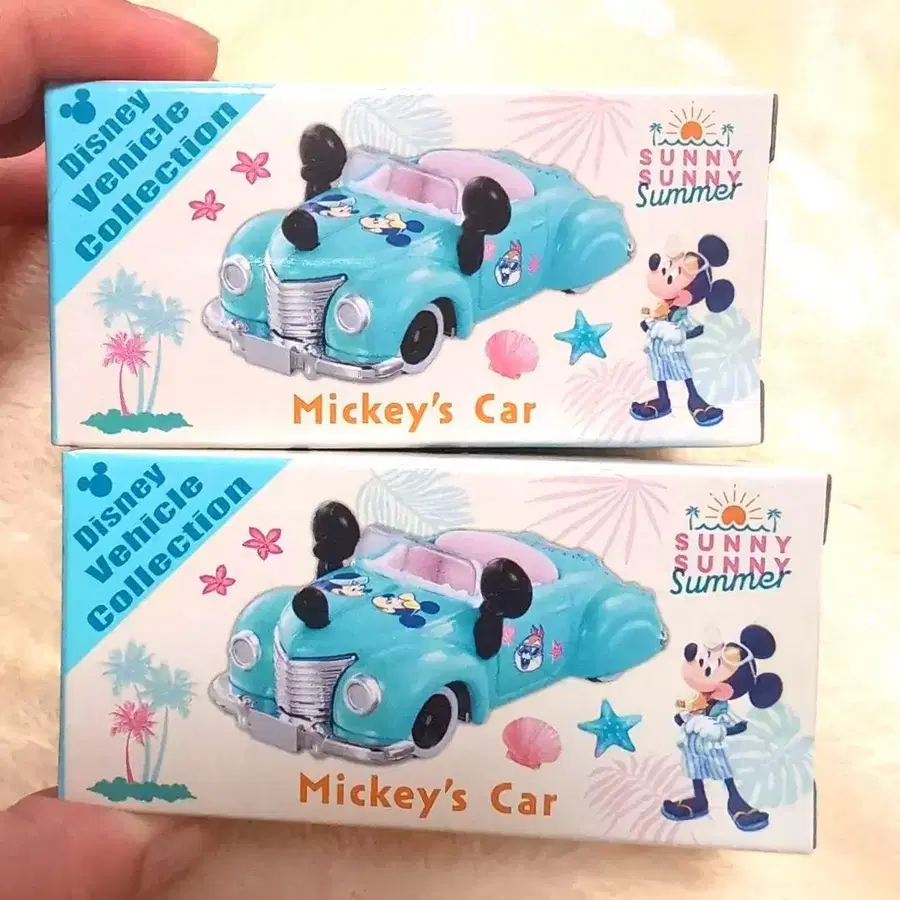 Disney
Vehicle
Collection
SUNNY
SUNNY
Summer
Mickey's Car
Disney
Vehicle
Collection
SUNNY
SUNNY
Summer
Mickey's Car